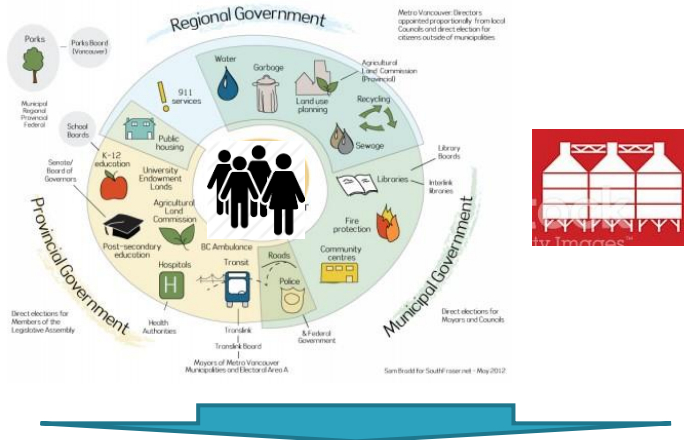 Regional Government
Metro Vancouver: Directors
appointed proportionally from local
Councils and direct election for
citizens outside of municipalities
Parks
Parks Board
(Vancouver)
Municipal
Regional
Provincial
Federal
911
services
Water
Garbage
Land use
planning
Agricultural
Land Commission
(Provincial)
Recycling
Sewage
Public
housing
School
Boards
K-12
education
Senate/
Board of
Governors
University
Endowment
Lands
Agricultural
Land
Commission
Post-secondary
education
BC Ambulance
Hospitals
H
Transit
Roads
Police
Libraries
Library
Boards
Interlink
libraries
Fire
protection
Community
centres
Provincial Government
Municipal Government
Direct elections for
Members of the
Legislative Assembly
Health
Authorities
Translink
Translink Board
Mayors of Metro Vancouver
Municipalities and Electoral Area A
& Federal
Government
Direct elections for
Mayors and Councils
Sam Bradd for SouthFraser.net - May 2012
ty Images™